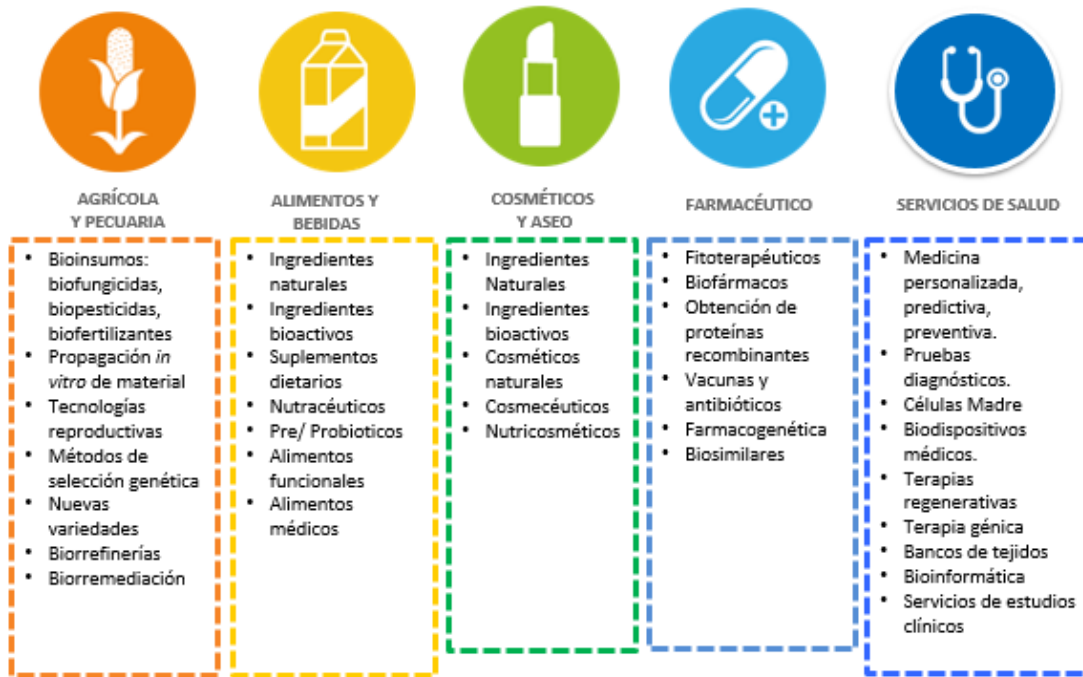 AGRÍCOLA
Y PECUARIA
ALIMENTOS Y
BEBIDAS
COSMÉTICOS
Y ASEO
FARMACÉUTICO
SERVICIOS DE SALUD
• Bioinsumos:
biofungicidas,
biopesticidas,
biofertilizantes
• Propagación in
vitro de material
• Tecnologías
reproductivas
• Métodos de
selección genética
• Nuevas
variedades
• Biorrefinerías
• Biorremediación
• Ingredientes
naturales
• Ingredientes
bioactivos
• Suplementos
dietarios
• Nutracéuticos
• Pre/ Probioticos
• Alimentos
funcionales
• Alimentos
médicos
• Ingredientes
Naturales
• Ingredientes
bioactivos
• Cosméticos
naturales
• Cosmecéuticos
• Nutricosméticos
• Fitoterapéuticos
• Biofármacos
• Obtención de
proteínas
recombinantes
• Vacunas y
antibióticos
• Farmacogenética
• Biosimilares
• Medicina
personalizada,
predictiva,
preventiva.
• Pruebas
diagnósticos.
• Células Madre
• Biodispositivos
médicos.
• Terapias
regenerativas
• Terapia génica
• Bancos de tejidos
• Bioinformática
• Servicios de estudios
clínicos